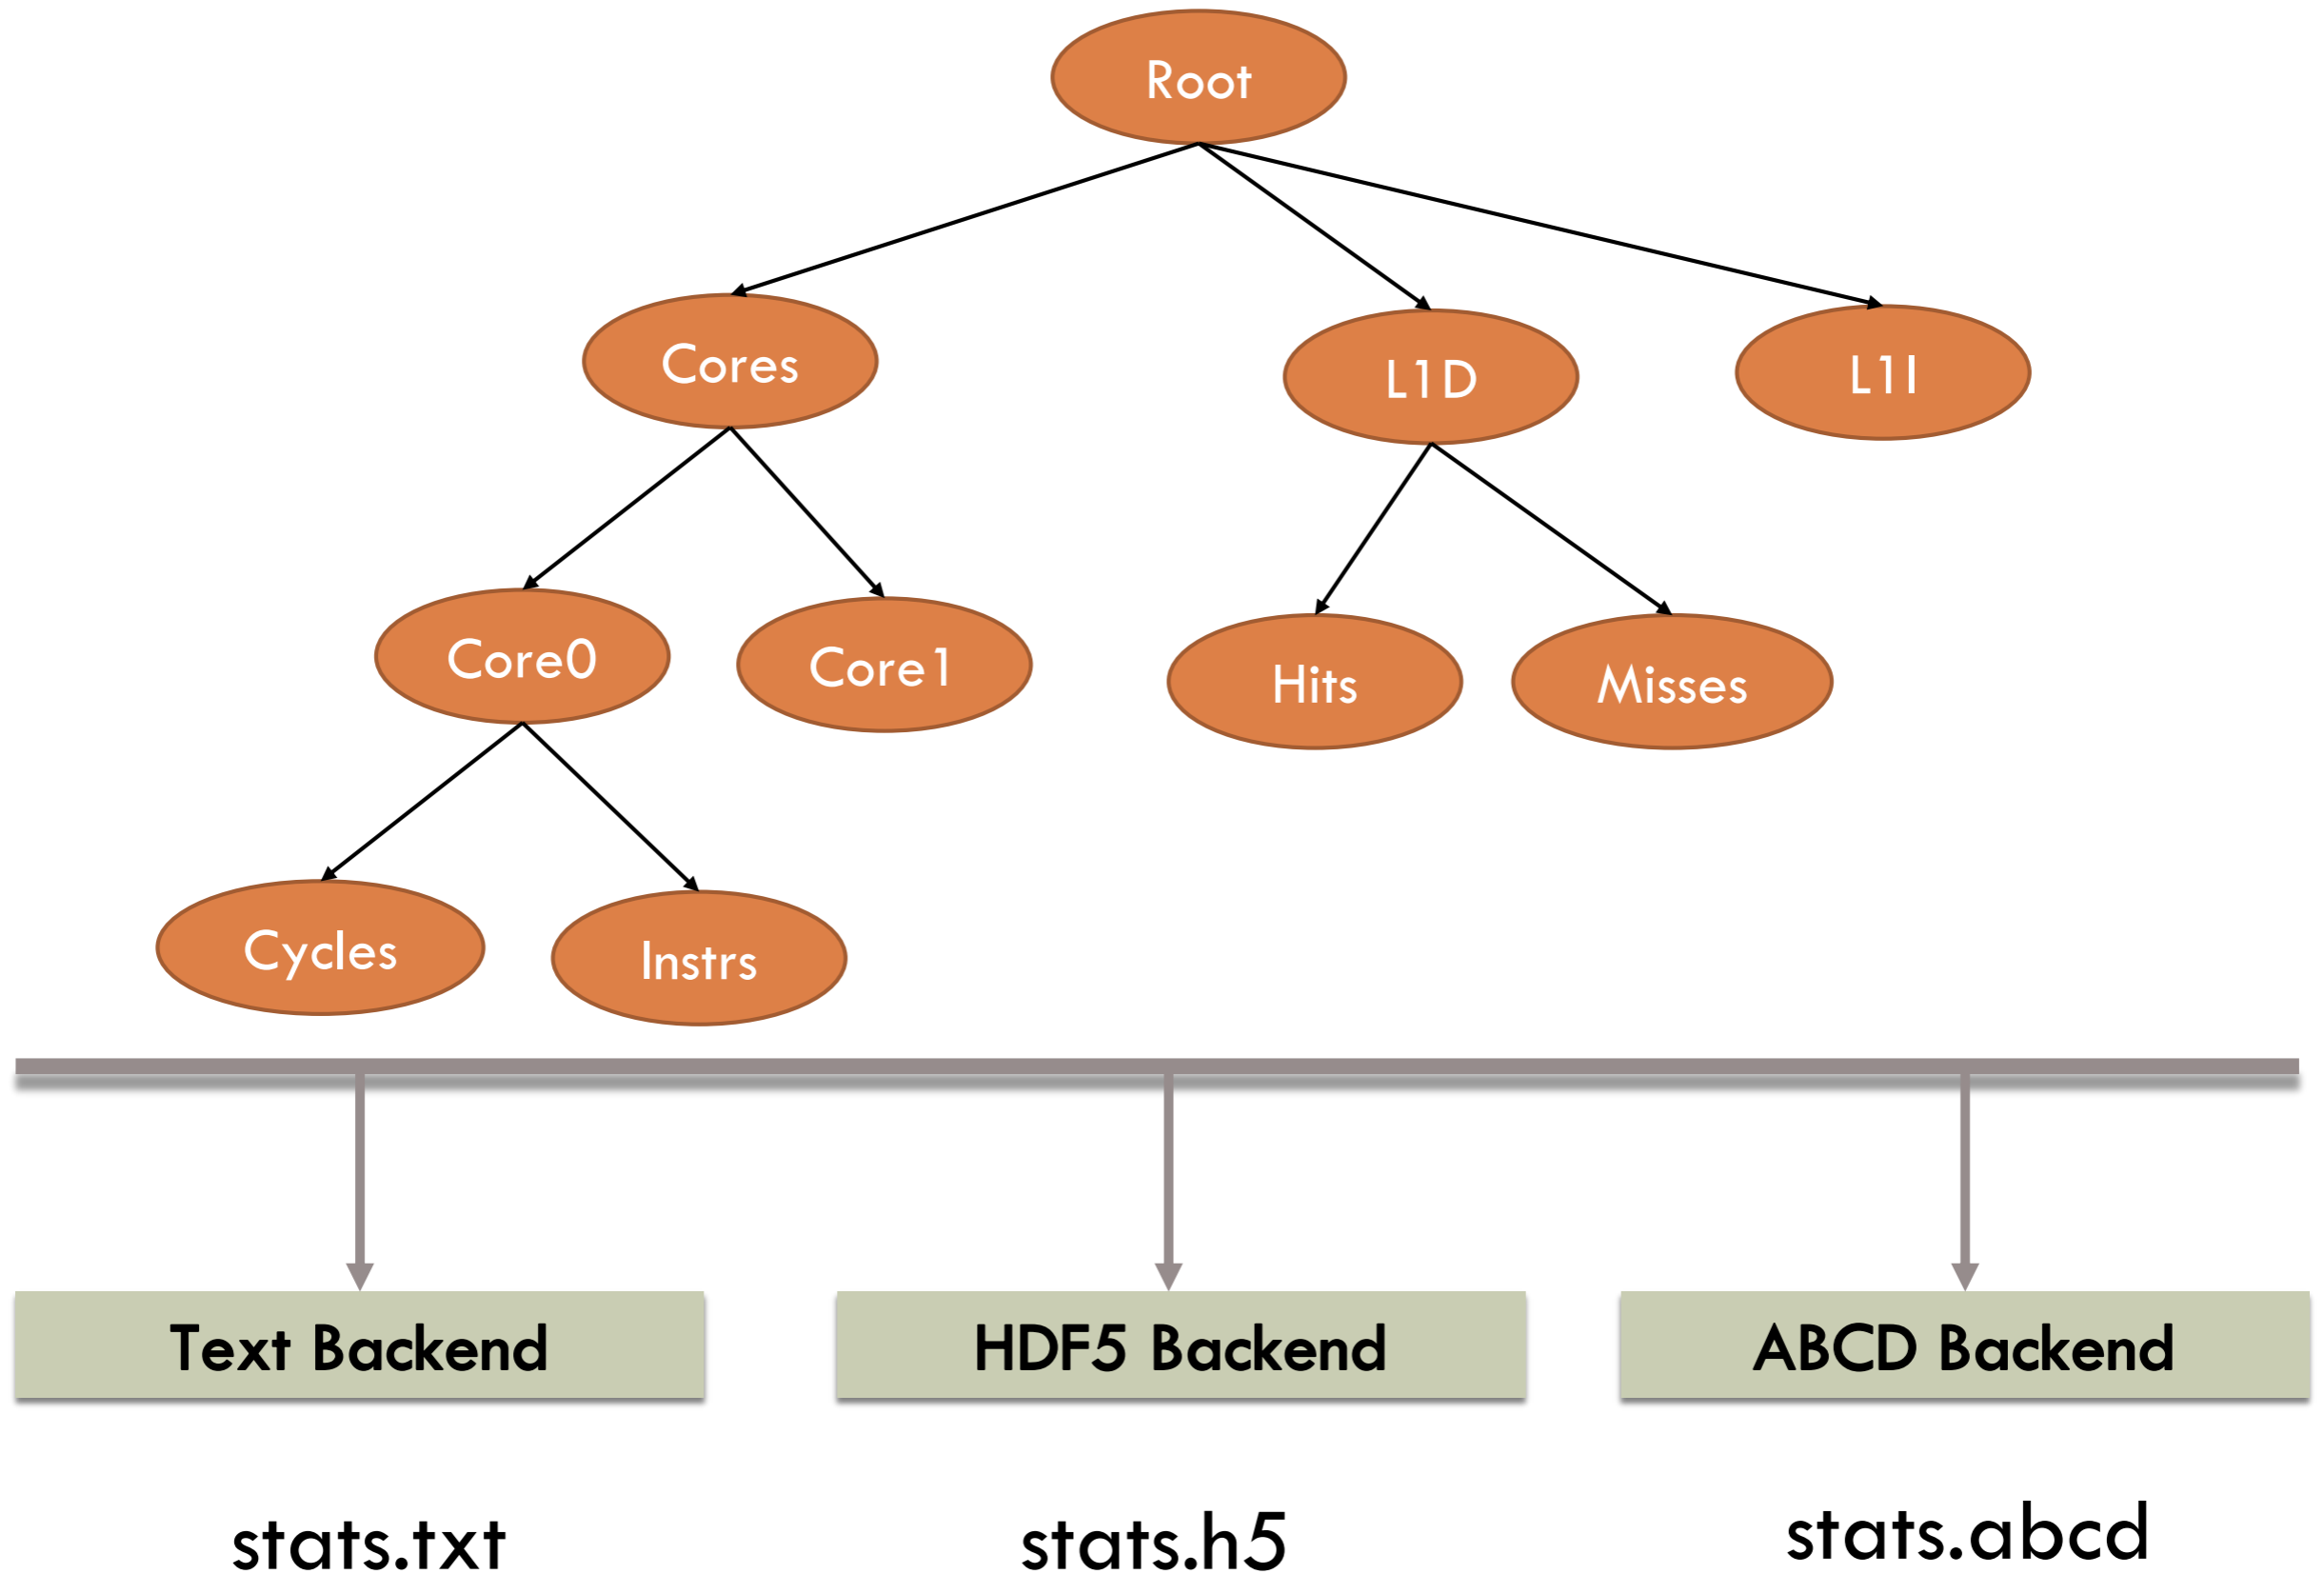 Root
Cores
L1D
L1I
Core0
Core1
Hits
Misses
Cycles
Instrs
Text Backend
HDF5 Backend
ABCD Backend
stats.txt
stats.h5
stats.abcd